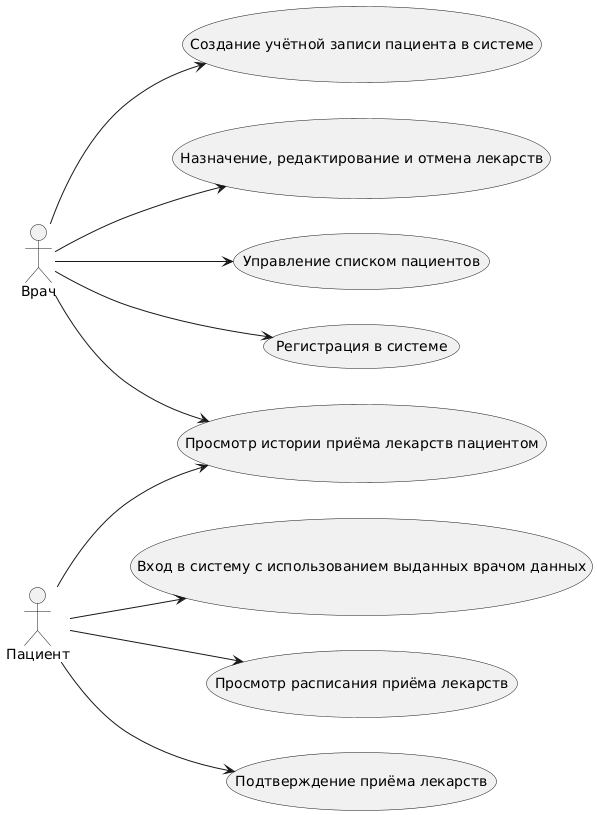 Создание учётной записи пациента в системе
Назначение, редактирование и отмена лекарств
Управление списком пациентов
Врач
Регистрация в системе
Просмотр истории приёма лекарств пациентом
Вход в систему с использованием выданных врачом данных
Пациент
Просмотр расписания приёма лекарств
Подтверждение приёма лекарств